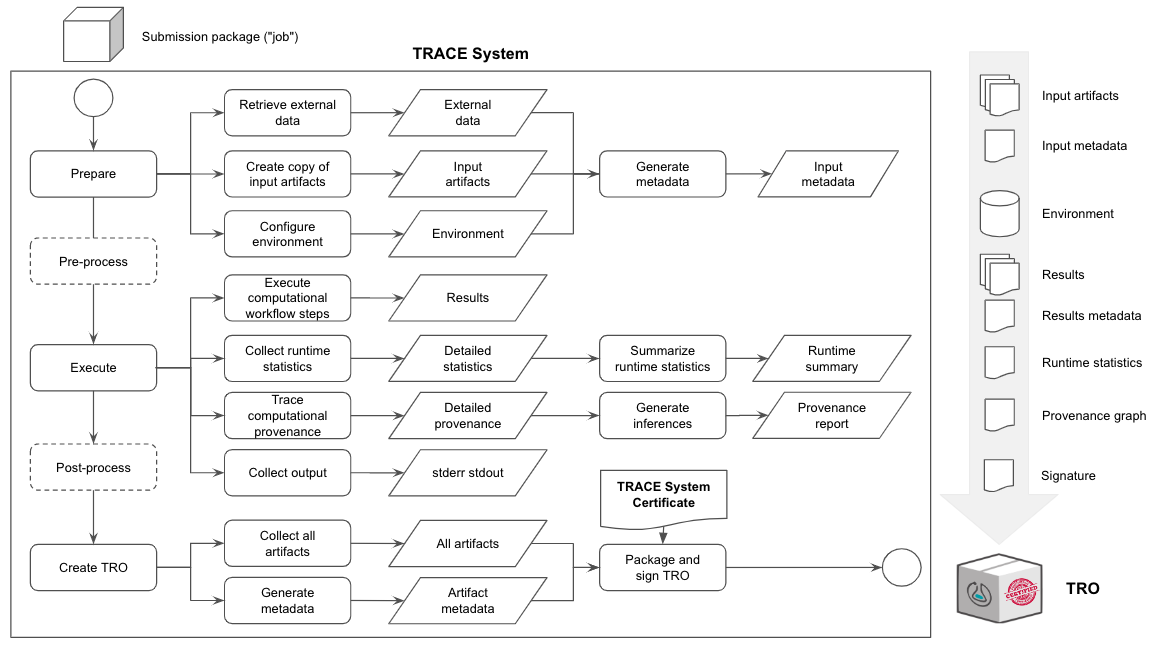 Submission package ("job")
TRACE System
Retrieve external
data
External
data
Prepare
Create copy of
input artifacts
Input
artifacts
Generate
metadata
Input
metadata
Configure
environment
Environment
Pre-process
Execute
computational
workflow steps
Results
Execute
Collect runtime
statistics
Detailed
statistics
Summarize
runtime statistics
Runtime
summary
Trace
computational
provenance
Detailed
provenance
Generate
inferences
Provenance
report
Post-process
Collect output
stderr stdout
TRACE System
Certificate
Create TRO
Collect all
artifacts
All artifacts
Package and
sign TRO
Generate
metadata
Artifact
metadata
Input artifacts
Input metadata
Environment
Results
Results metadata
Runtime statistics
Provenance graph
Signature
CERTIFIED
TRO